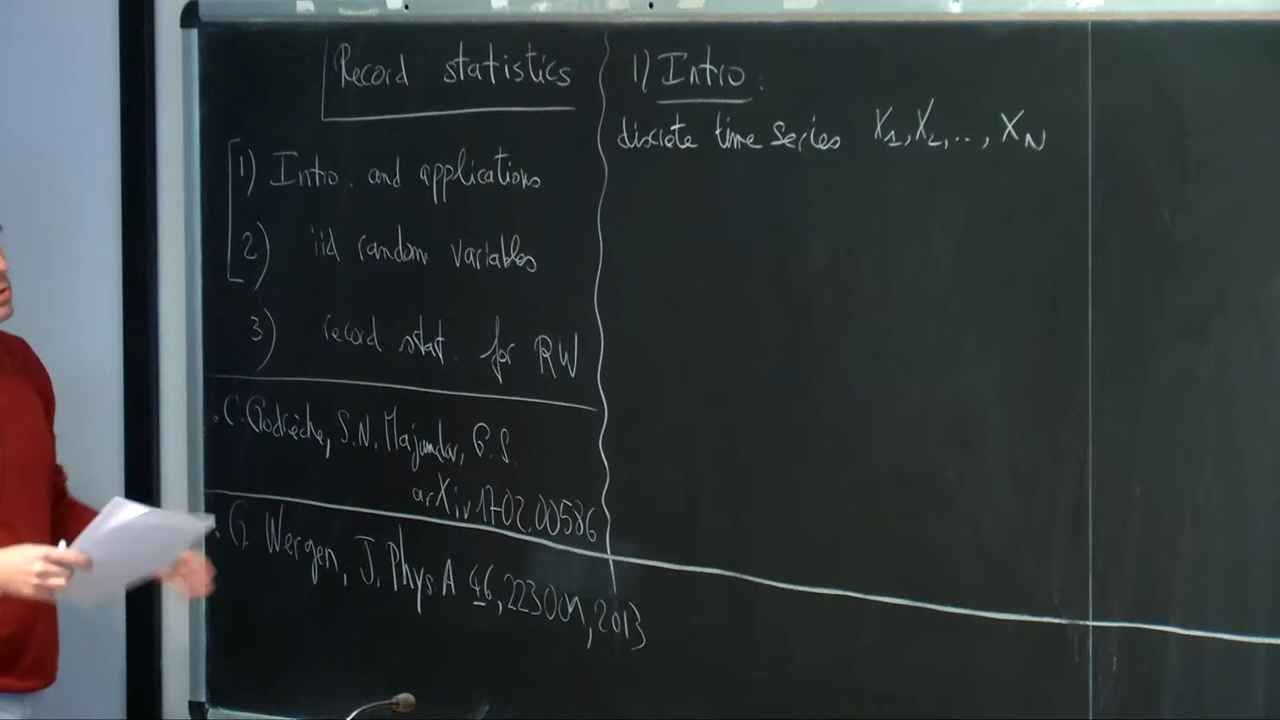 Record statistics
1) Intro. and applications
2) iid random variables
3) record stat. for RW
. C. Godrèche, S.N. Majumdar, G.S.
arXiv 1702.00586
. G. Wergen, J. Phys A 46, 223001, 2013
1) Intro:
discrete time series X₁, X₂, .., X_N